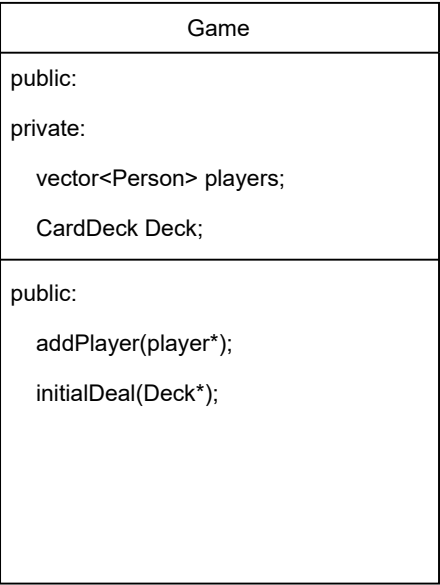 Game
public:
private:
vector<Person> players;
CardDeck Deck;
public:
addPlayer(player*);
initialDeal(Deck*);